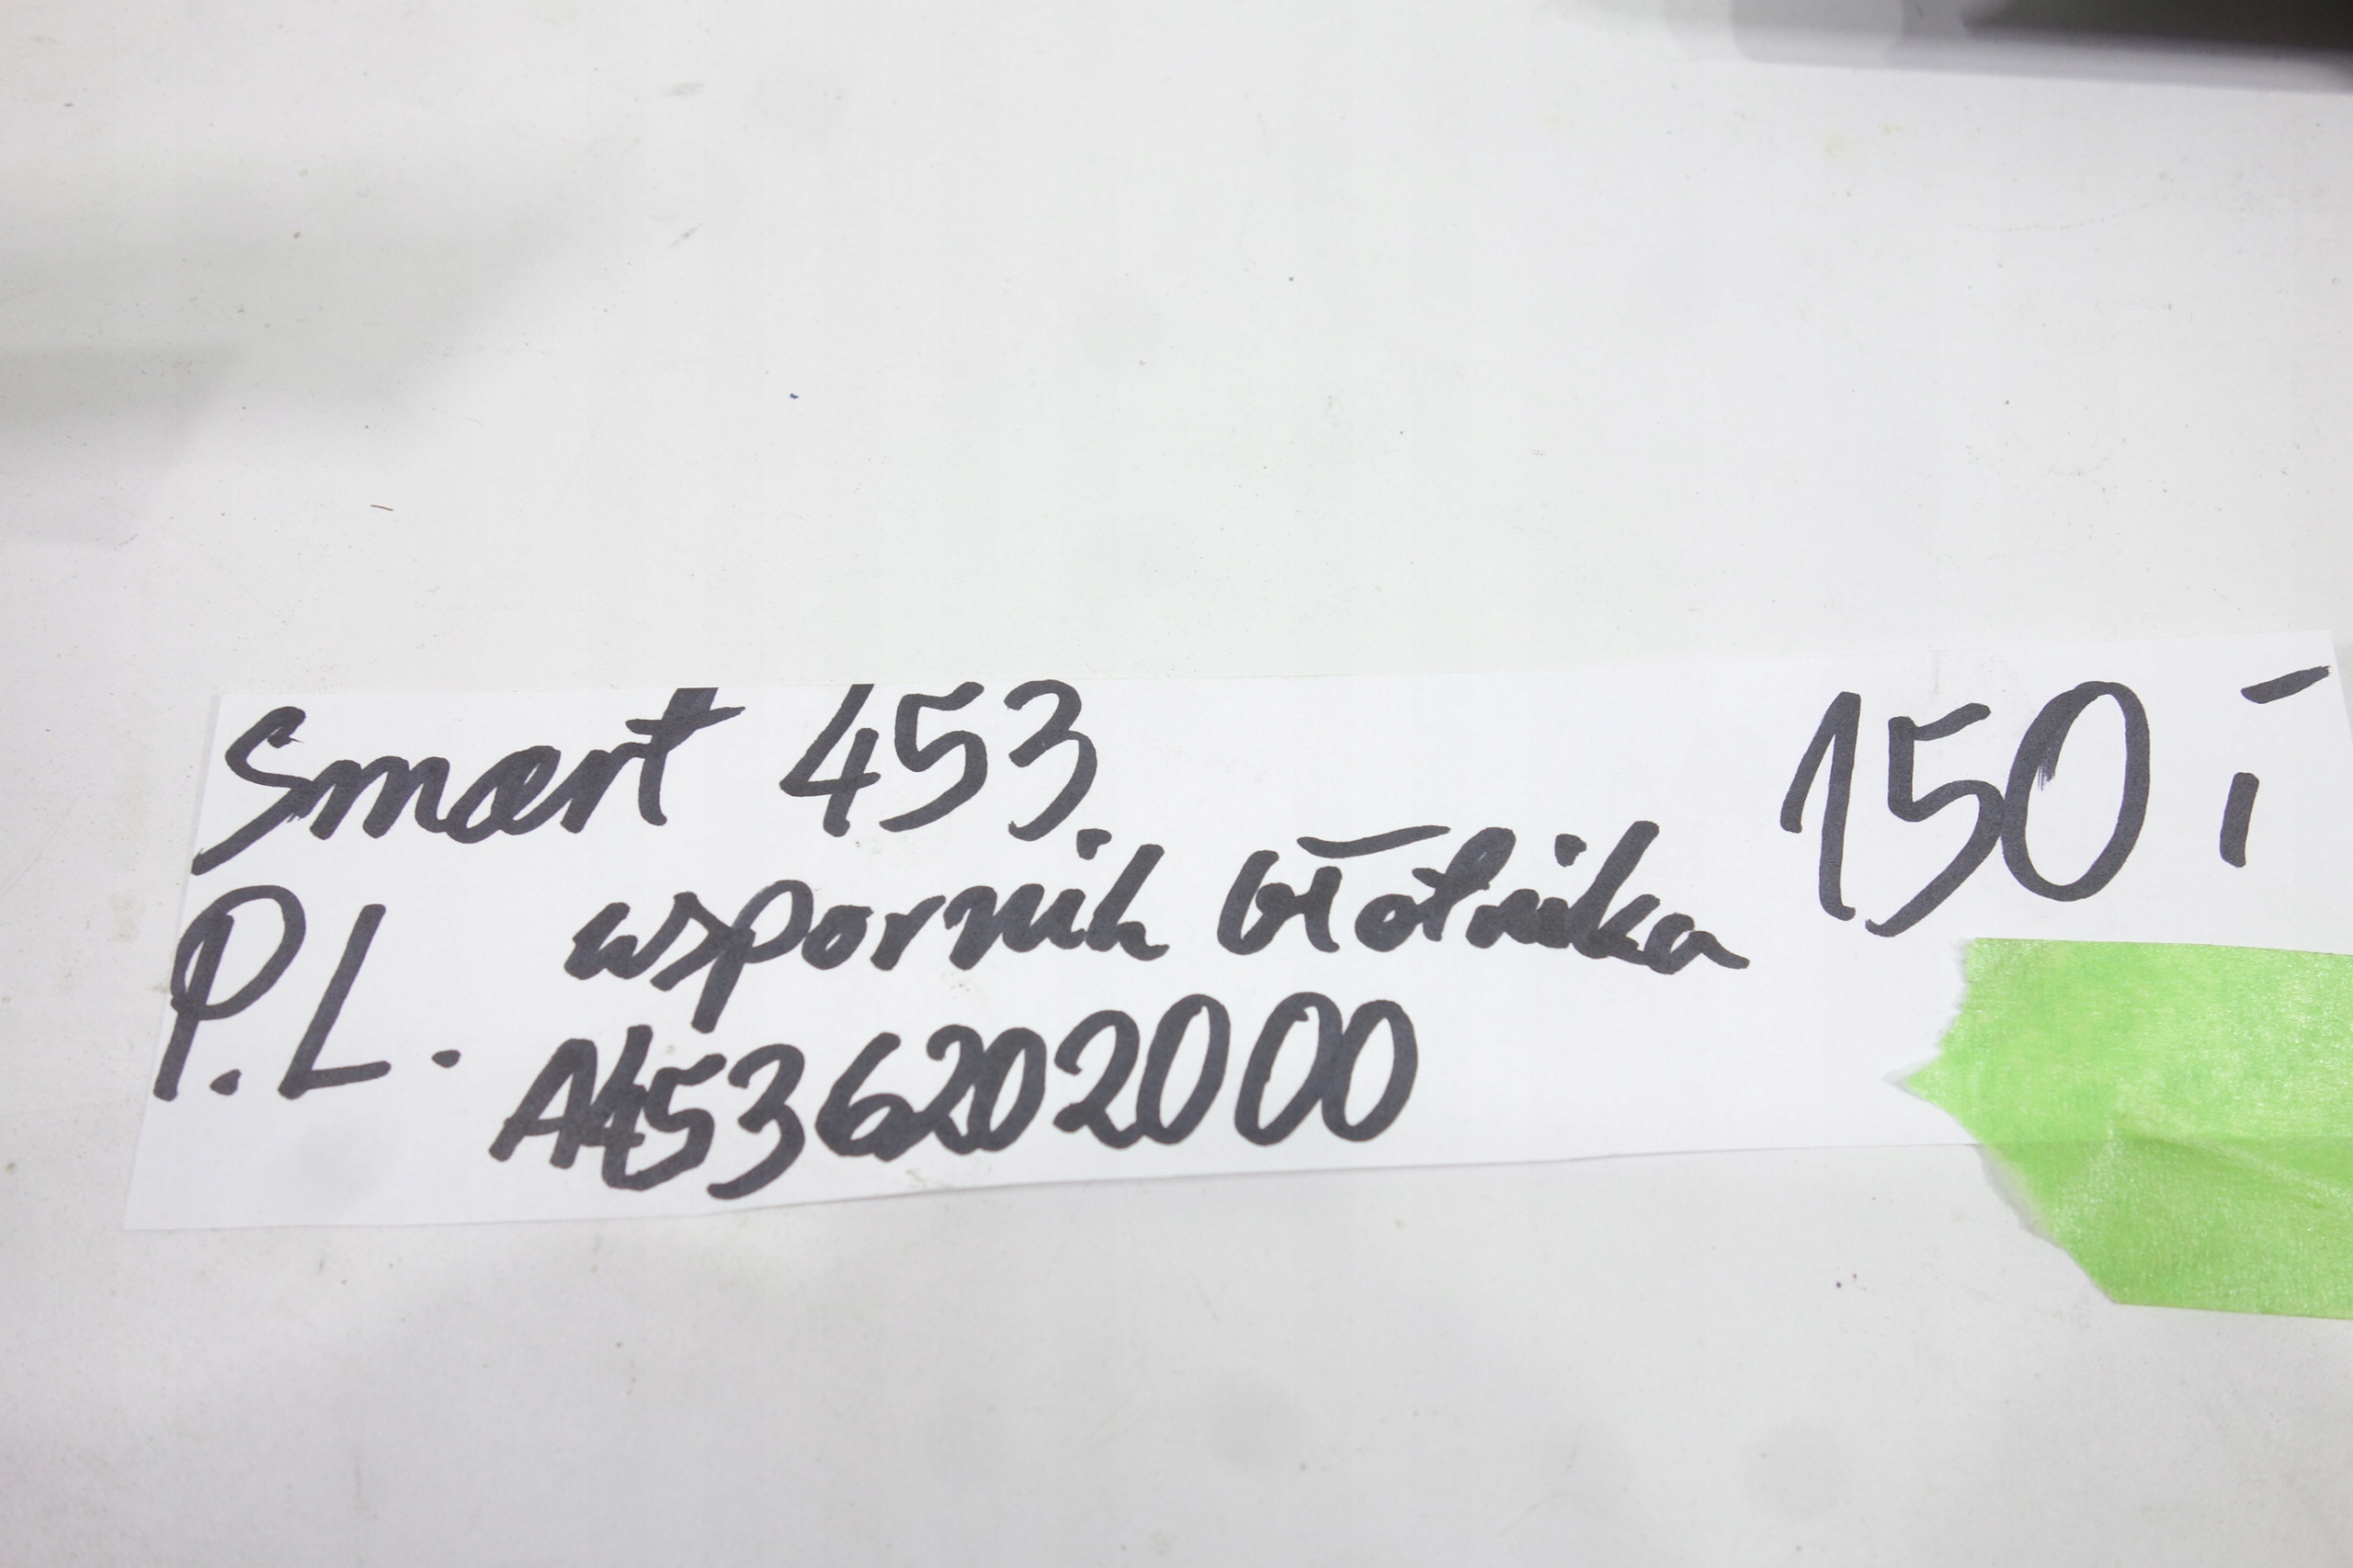 Smart 453 150,-
P.L. wspornik błotnika
A4536202000